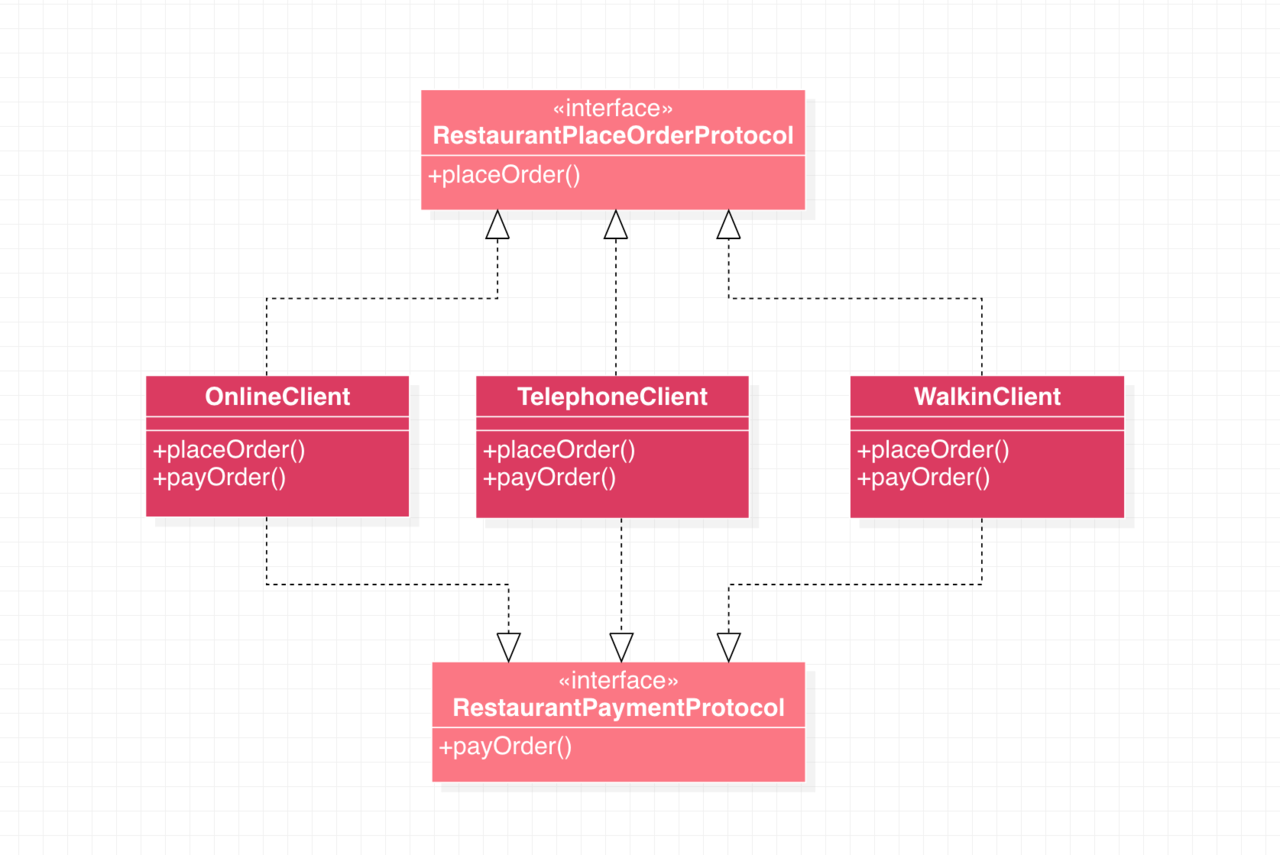 «interface»
RestaurantPlaceOrderProtocol
+placeOrder()
OnlineClient
+placeOrder()
+payOrder()
TelephoneClient
+placeOrder()
+payOrder()
WalkinClient
+placeOrder()
+payOrder()
«interface»
RestaurantPaymentProtocol
+payOrder()